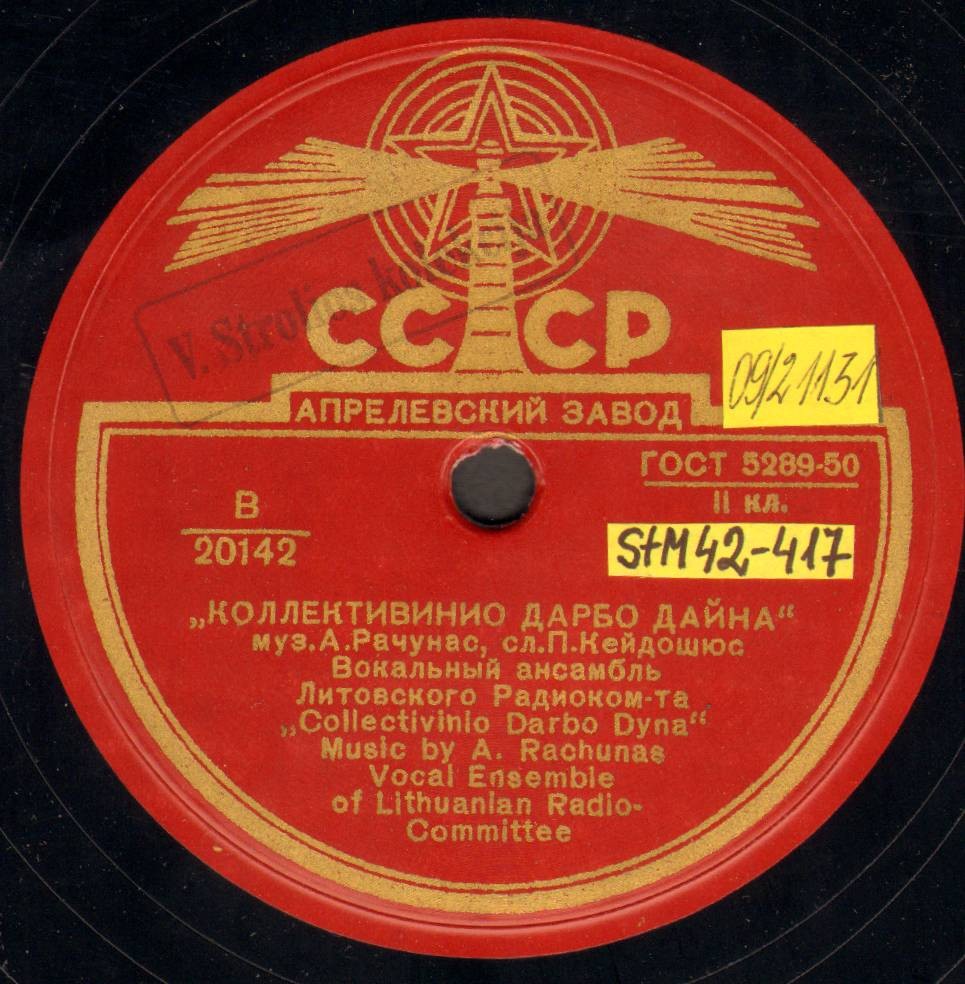 СССР
V. Strolios
АПРЕЛЕВСКИЙ ЗАВОД
09/21131
ГОСТ 5289-50
II кл.
В
20142
StM42-417
„КОЛЛЕКТИВИНИО ДАРБО ДАЙНА“
муз.А.Рачунас, сл.П.Кейдошюс
Вокальный ансамбль
Литовского Радиоком-та
„Collectivinio Darbo Dyna“
Music by A. Rachunas
Vocal Ensemble
of Lithuanian Radio-
Committee